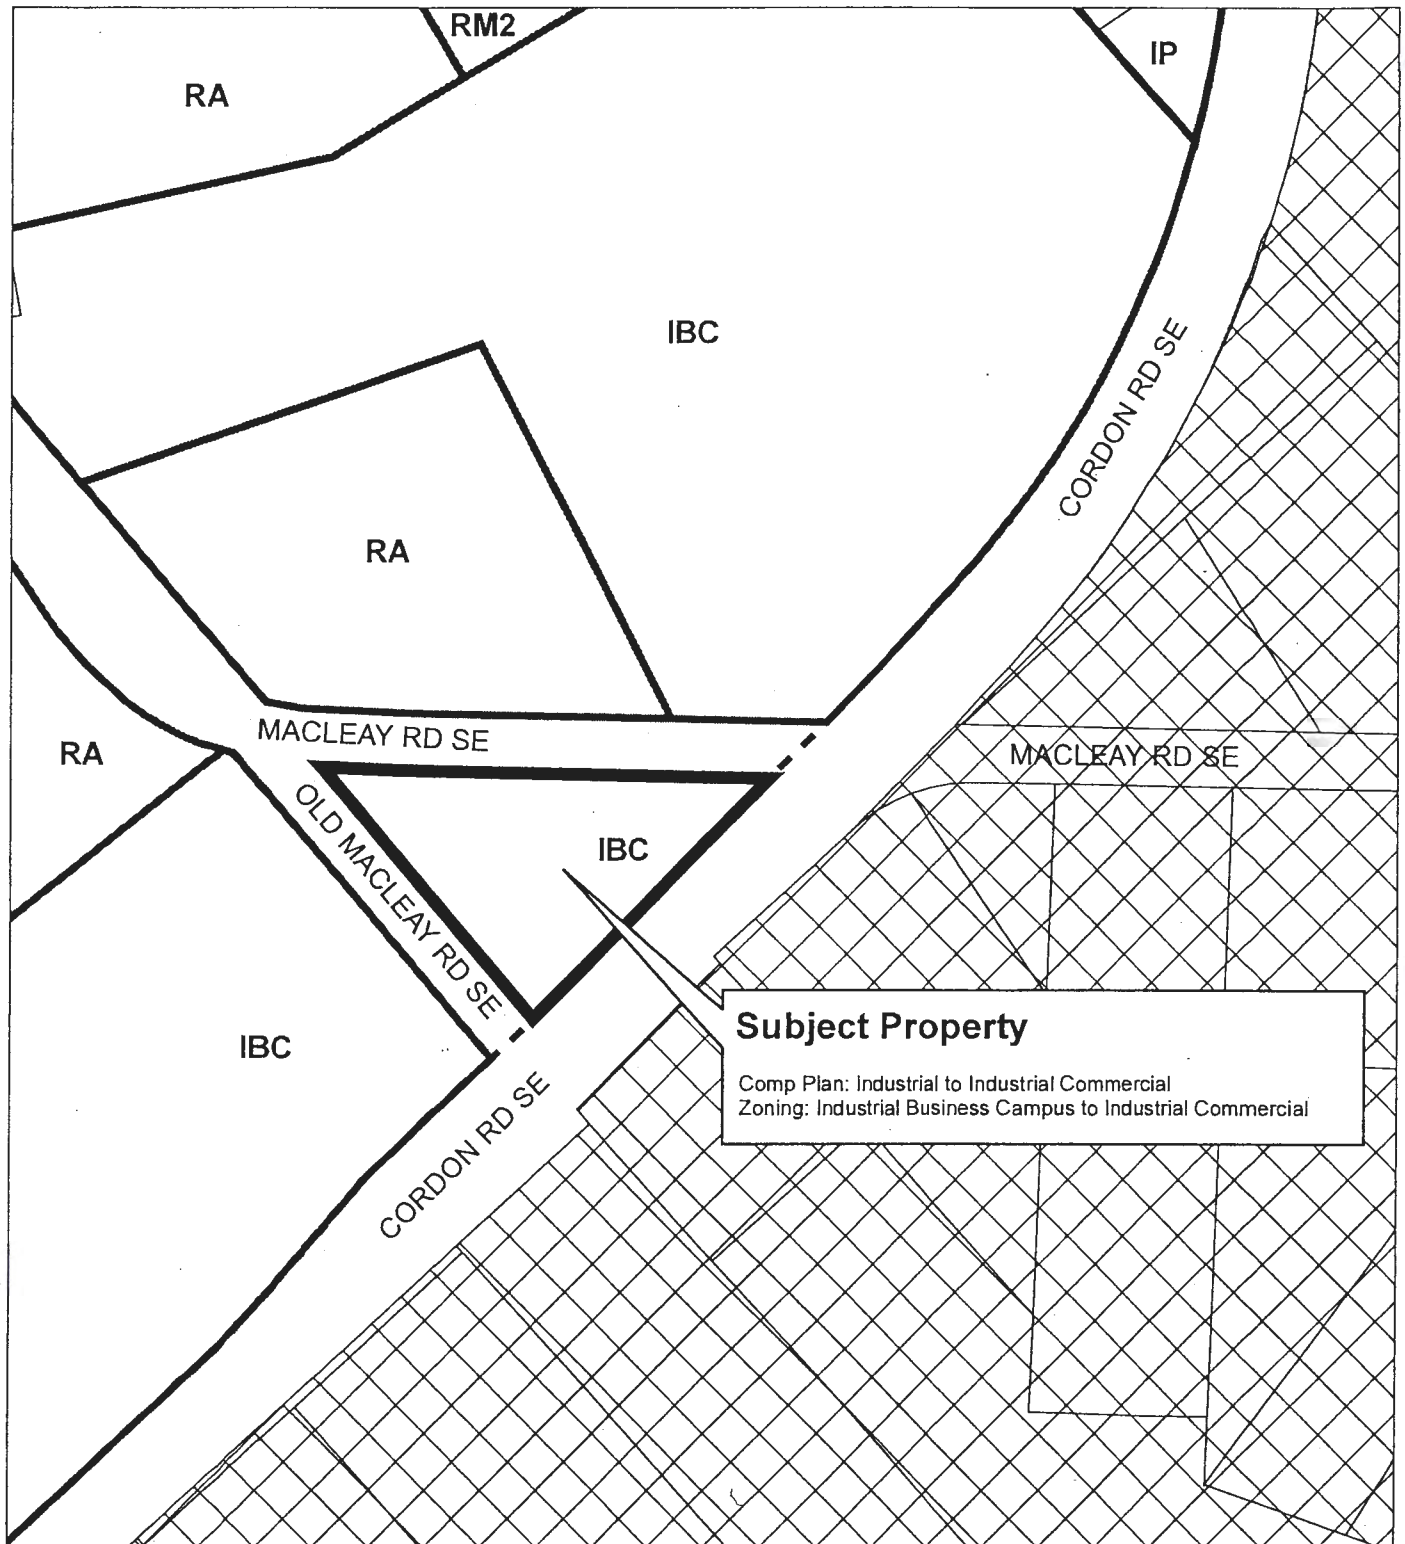 RM2
IP
RA
IBC
CORDON RD SE
RA
MACLEAY RD SE
RA
MACLEAY RD SE
OLD MACLEAY RD SE
IBC
IBC
Subject Property
Comp Plan: Industrial to Industrial Commercial
Zoning: Industrial Business Campus to Industrial Commercial
CORDON RD SE